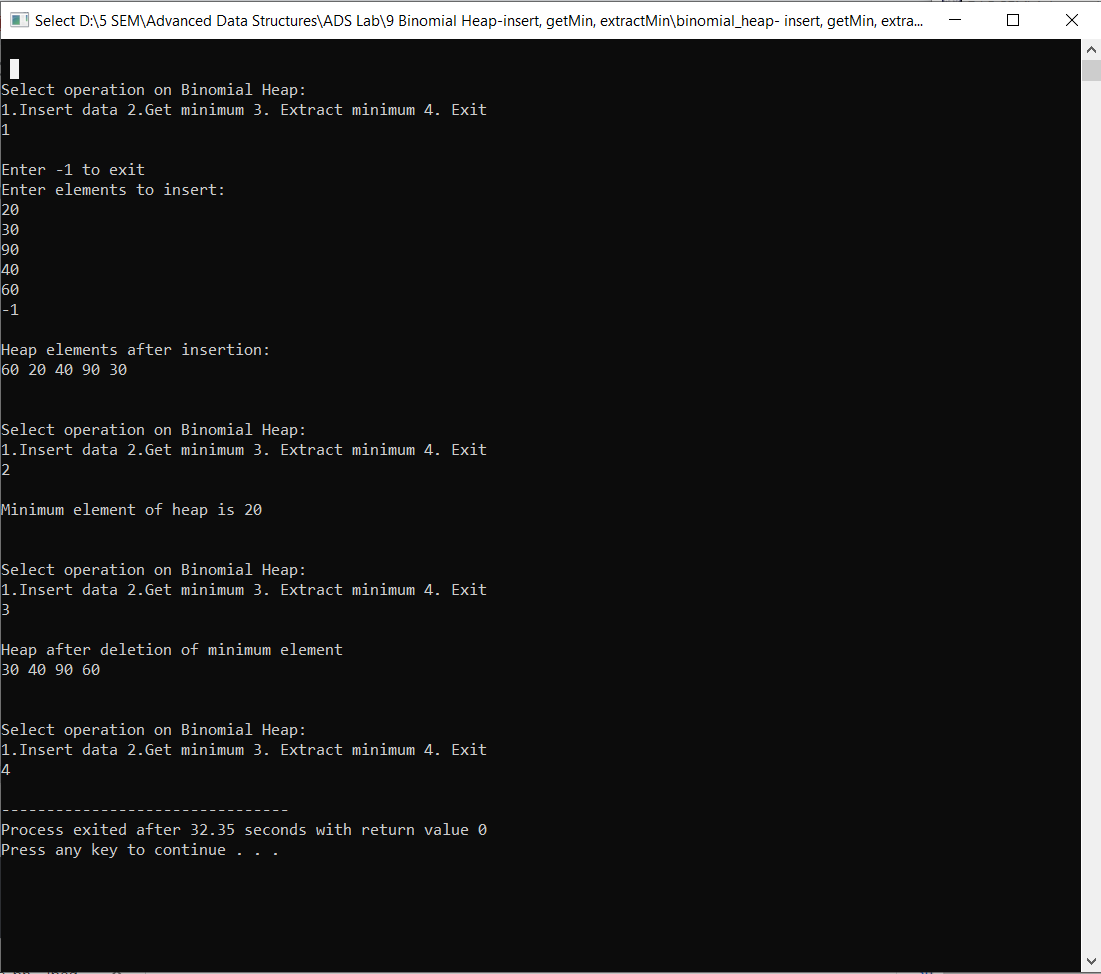 Select D:\5 SEM\Advanced Data Structures\ADS Lab\9 Binomial Heap-insert, getMin, extractMin\binomial_heap- insert, getMin, extra...
Select operation on Binomial Heap:
1.Insert data 2.Get minimum 3. Extract minimum 4. Exit
1
Enter -1 to exit
Enter elements to insert:
20
30
90
40
60
-1
Heap elements after insertion:
60 20 40 90 30
Select operation on Binomial Heap:
1.Insert data 2.Get minimum 3. Extract minimum 4. Exit
2
Minimum element of heap is 20
Select operation on Binomial Heap:
1.Insert data 2.Get minimum 3. Extract minimum 4. Exit
3
Heap after deletion of minimum element
30 40 90 60
Select operation on Binomial Heap:
1.Insert data 2.Get minimum 3. Extract minimum 4. Exit
4
--------------------------------
Process exited after 32.35 seconds with return value 0
Press any key to continue . . .